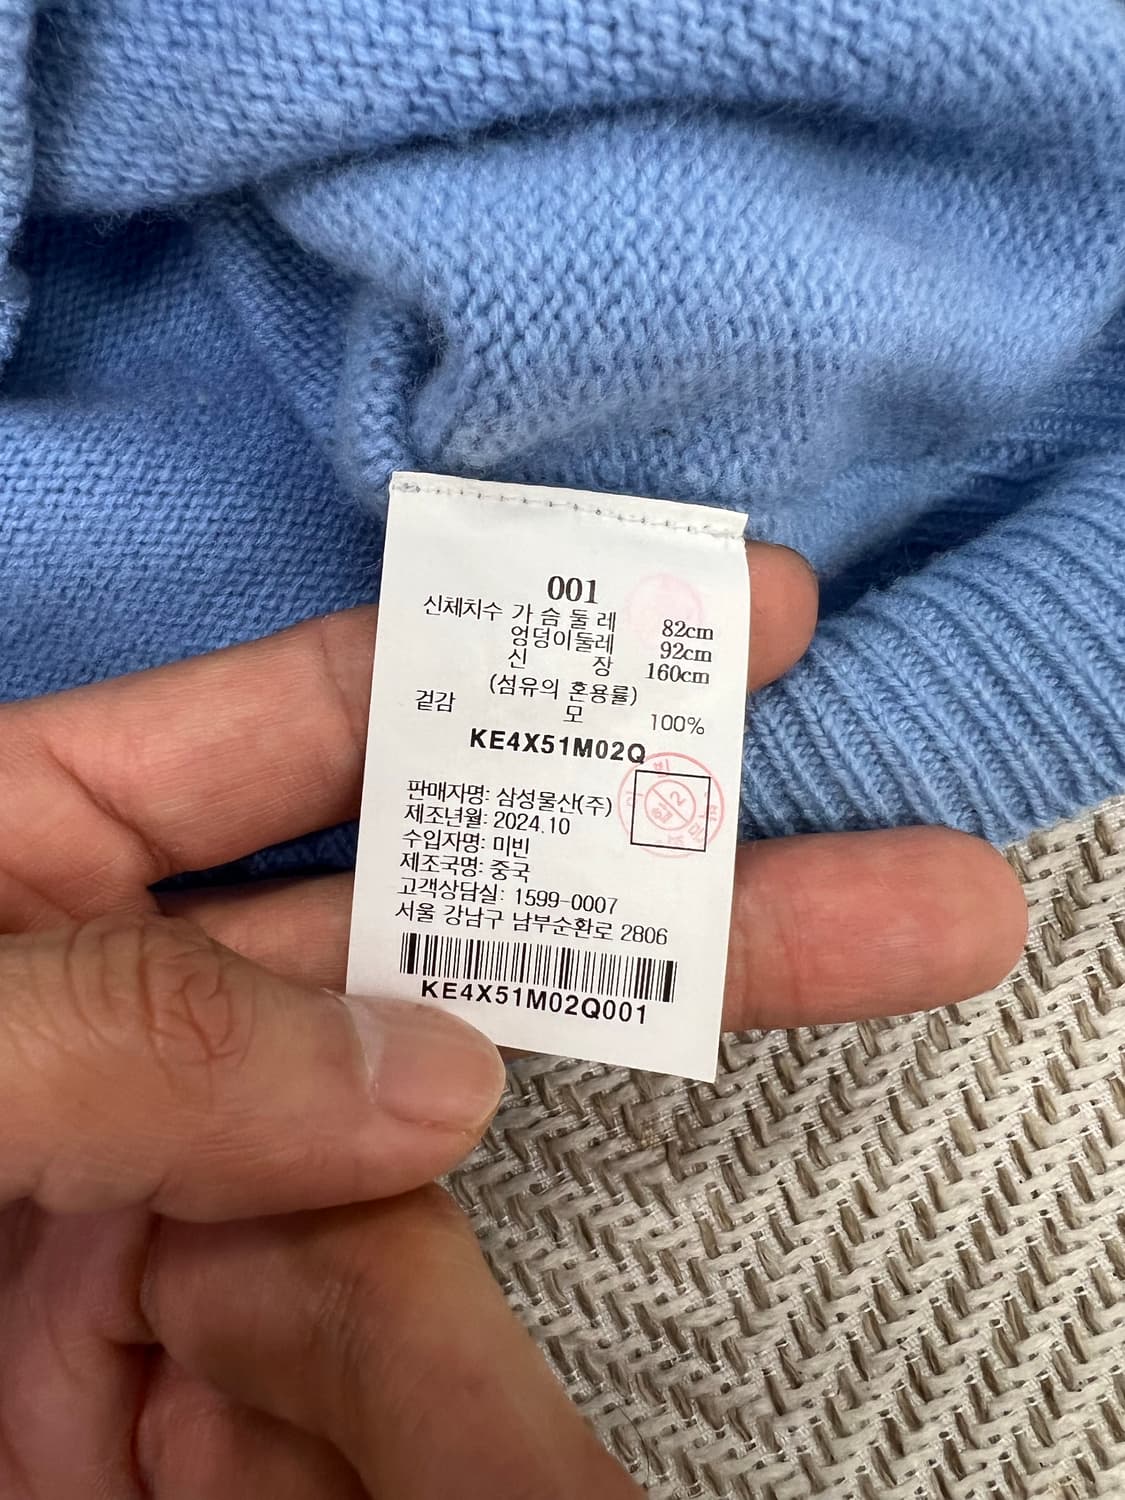 001
신체치수 가 슴 둘 레 82cm
엉덩이둘레 92cm
신 장 160cm
(섬유의 혼용률)
겉감 모 100%
KE4X51M02Q
판매자명: 삼성물산(주)
제조년월: 2024.10
수입자명: 미빈
제조국명: 중국
고객상담실: 1599-0007
서울 강남구 남부순환로 2806
KE4X51M02Q001